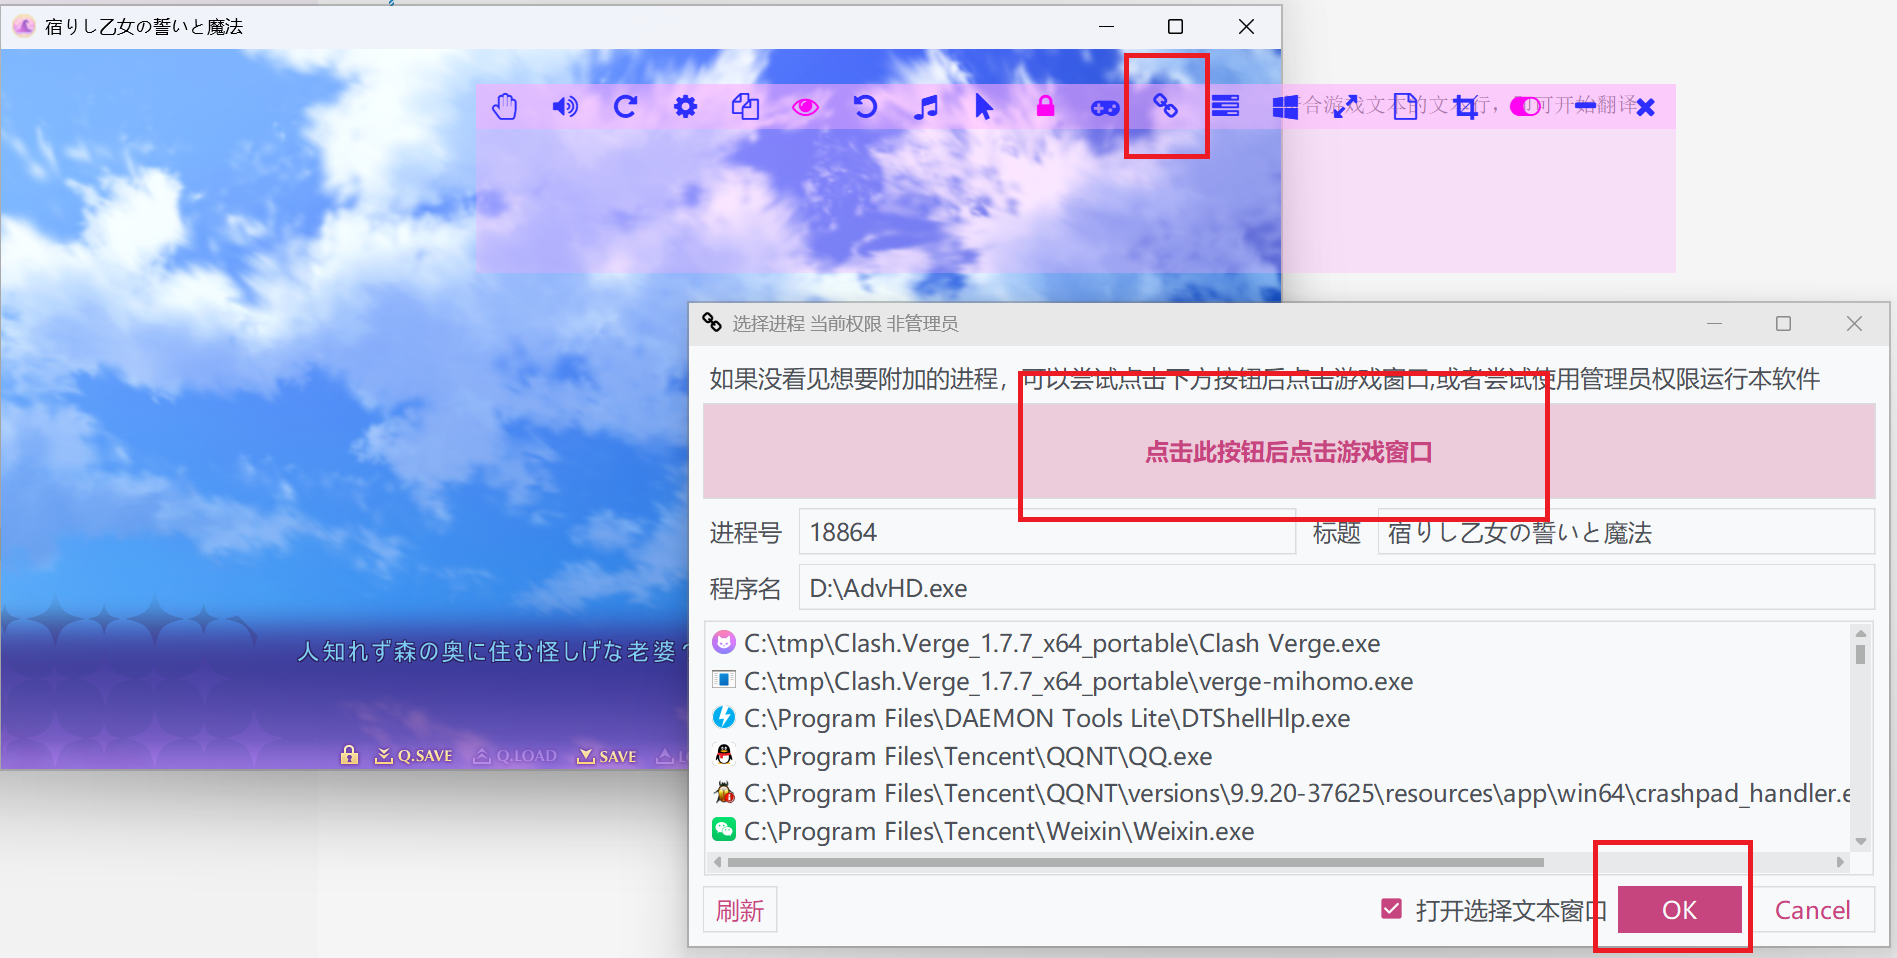 宿りし乙女の誓いと魔法
合游戏文本的文本行，即可开始翻译
选择进程 当前权限 非管理员
如果没看见想要附加的进程，可以尝试点击下方按钮后点击游戏窗口,或者尝试使用管理员权限运行本软件
点击此按钮后点击游戏窗口
进程号 18864 标题 宿りし乙女の誓いと魔法
程序名 D:\AdvHD.exe
人知れず森の奥に住む怪しげな老婆？
C:\tmp\Clash.Verge_1.7.7_x64_portable\Clash Verge.exe
C:\tmp\Clash.Verge_1.7.7_x64_portable\verge-mihomo.exe
C:\Program Files\DAEMON Tools Lite\DTShellHlp.exe
C:\Program Files\Tencent\QQNT\QQ.exe
C:\Program Files\Tencent\QQNT\versions\9.9.20-37625\resources\app\win64\crashpad_handler.e
C:\Program Files\Tencent\Weixin\Weixin.exe
Q.SAVE Q.LOAD SAVE LO
刷新 打开选择文本窗口 OK Cancel